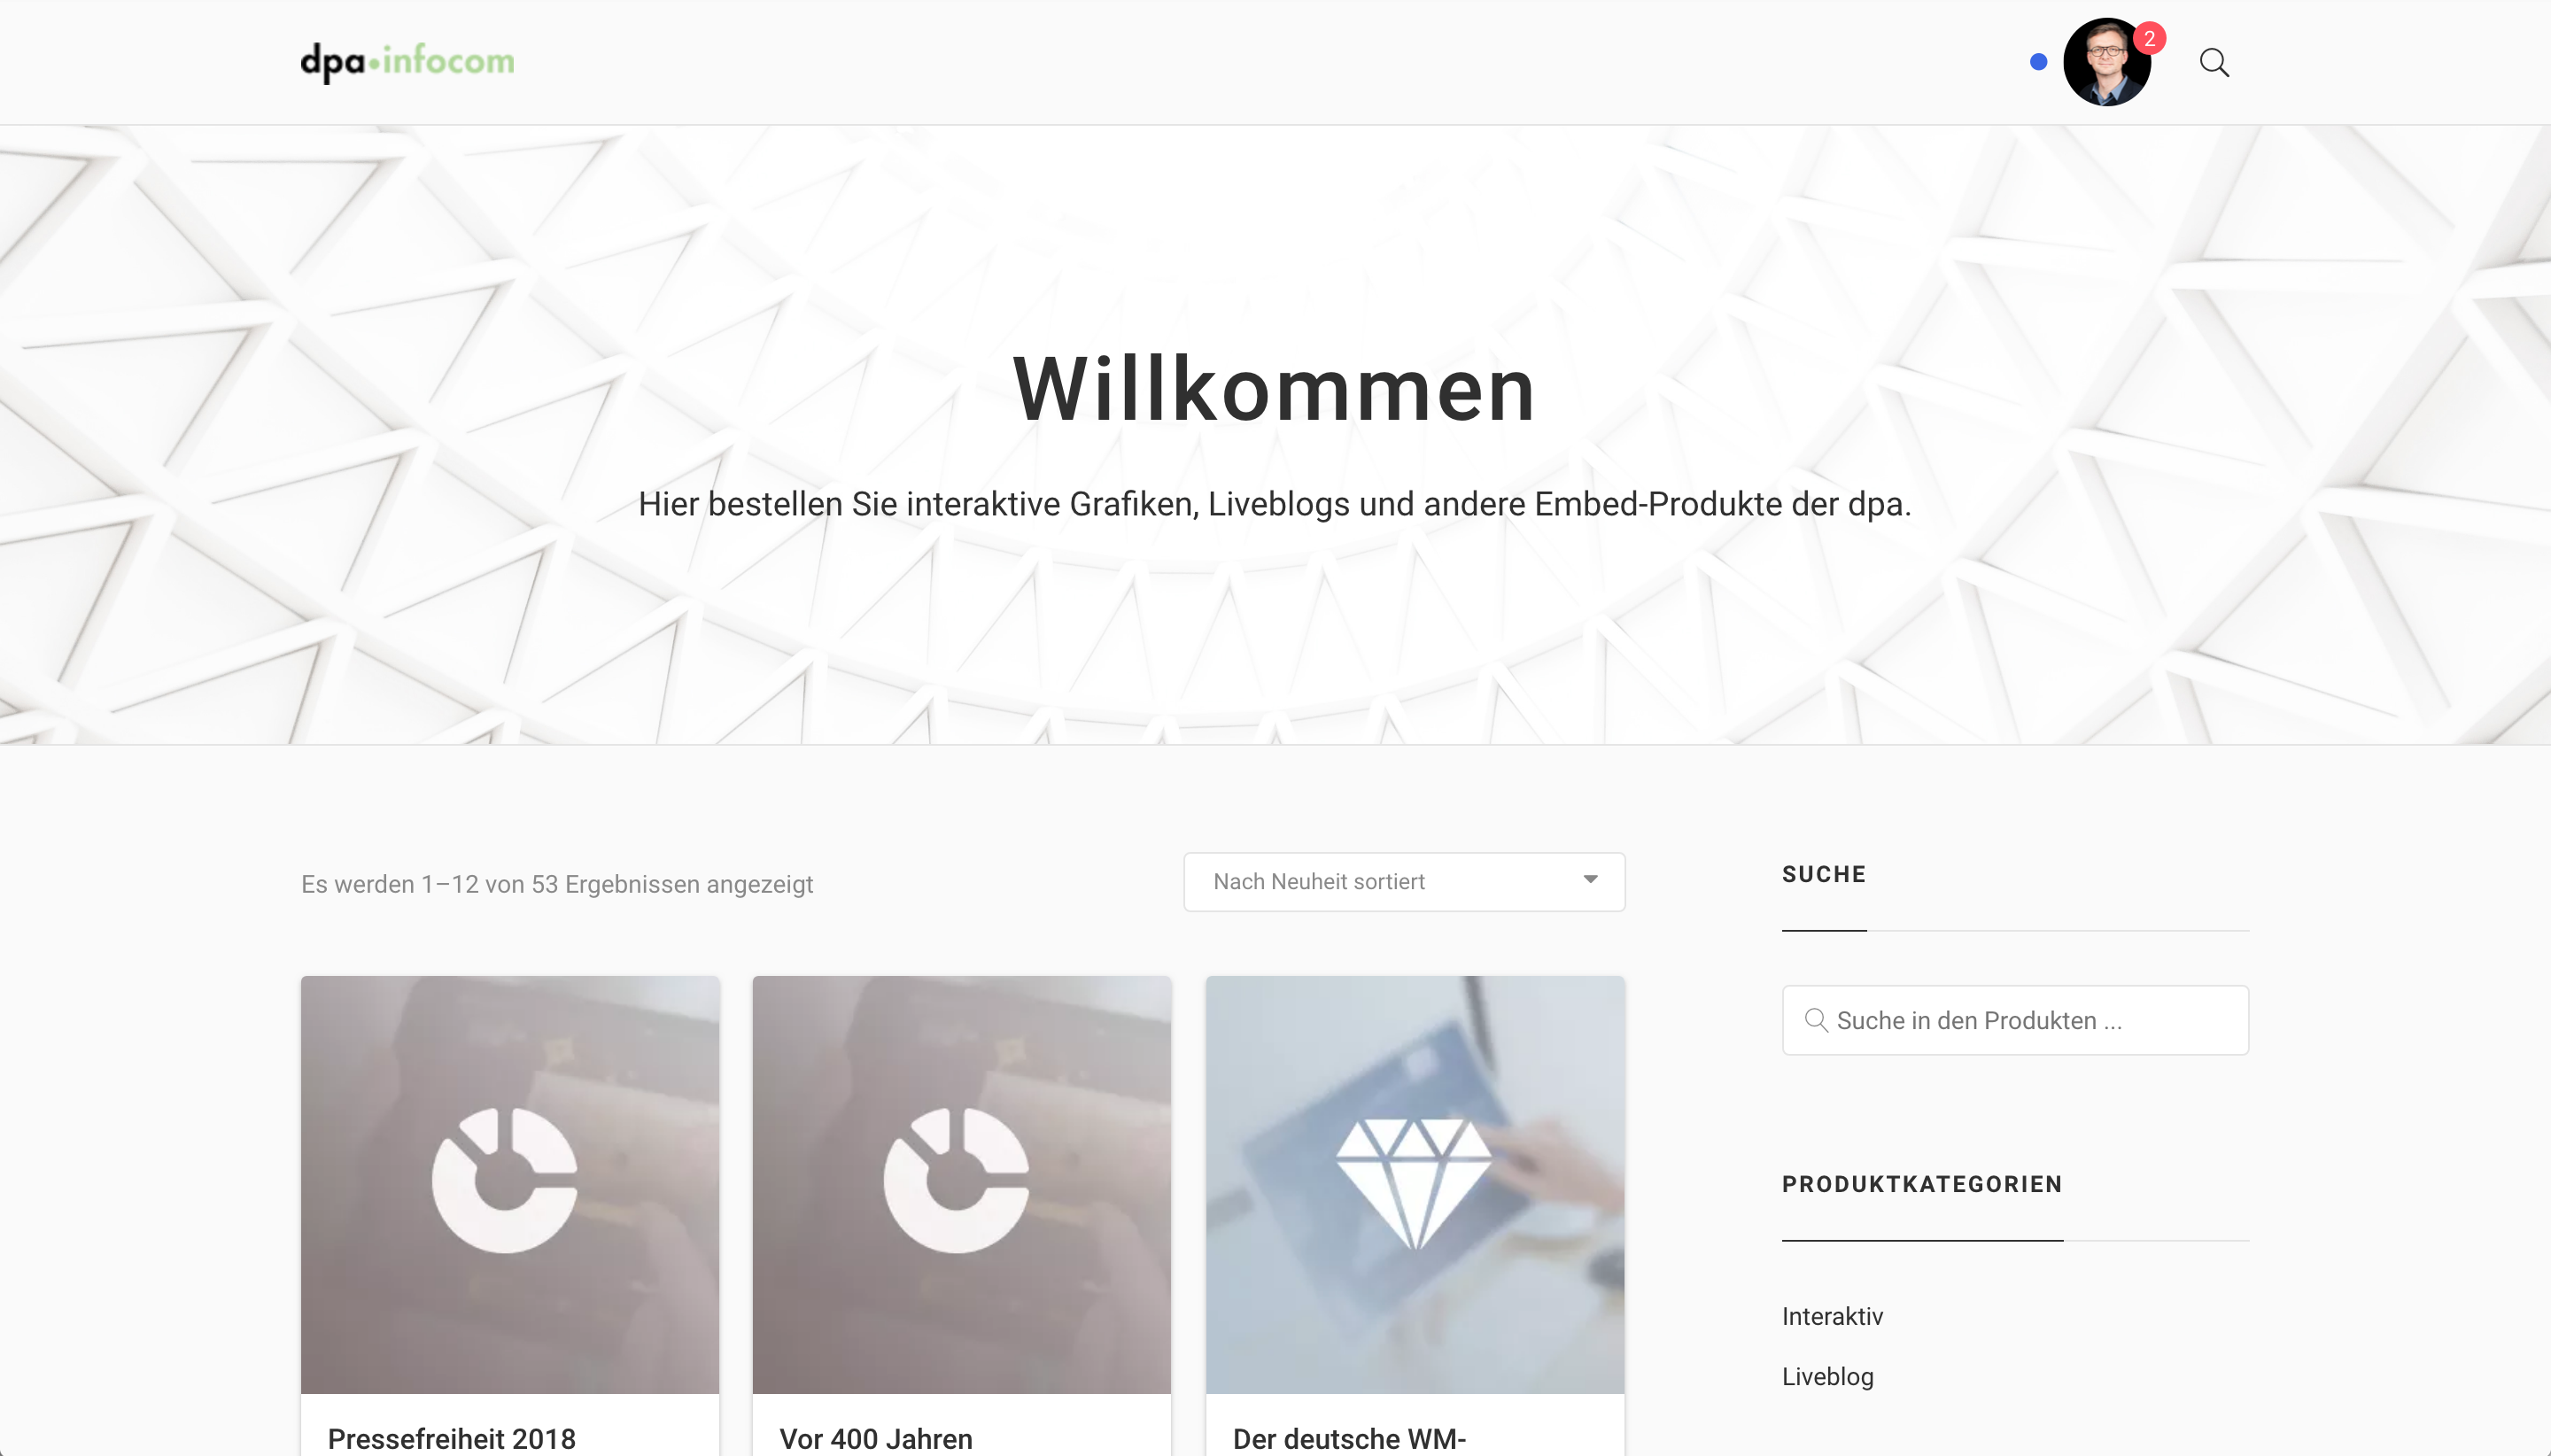 dpa•infocom
2
Willkommen
Hier bestellen Sie interaktive Grafiken, Liveblogs und andere Embed-Produkte der dpa.
Es werden 1–12 von 53 Ergebnissen angezeigt
Nach Neuheit sortiert
SUCHE
Suche in den Produkten ...
PRODUKTKATEGORIEN
Interaktiv
Liveblog
Pressefreiheit 2018
Vor 400 Jahren
Der deutsche WM-